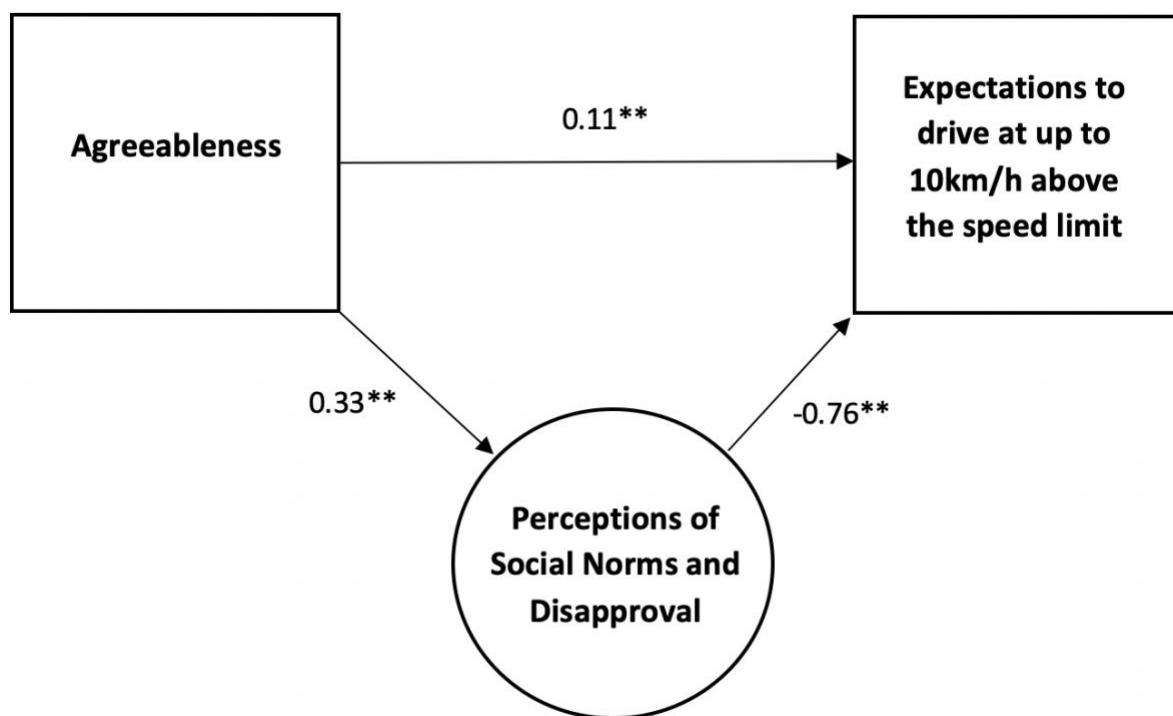 Agreeableness
0.11**
Expectations to
drive at up to
10km/h above
the speed limit
0.33**
-0.76**
Perceptions of
Social Norms and
Disapproval